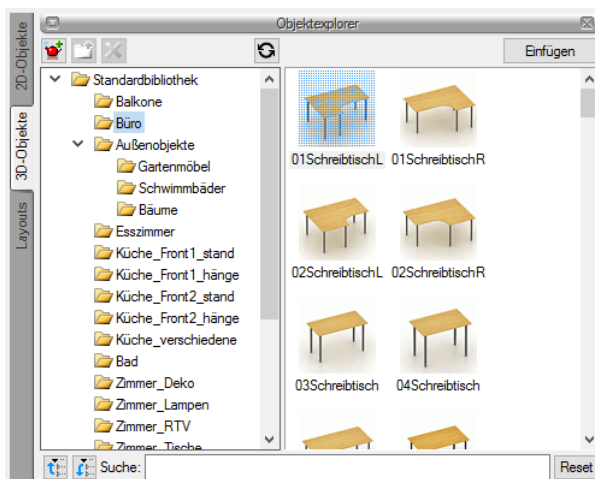 Objektexplorer
2D-Objekte
3D-Objekte
Layouts
Einfügen
Standardbibliothek
Balkone
Büro
Außenobjekte
Gartenmöbel
Schwimmbäder
Bäume
Esszimmer
Küche_Front1_stand
Küche_Front1_hänge
Küche_Front2_stand
Küche_Front2_hänge
Küche_verschiedene
Bad
Zimmer_Deko
Zimmer_Lampen
Zimmer_RTV
Zimmer_Tische
01SchreibtischL 01SchreibtischR
02SchreibtischL 02SchreibtischR
03Schreibtisch 04Schreibtisch
Suche:
Reset